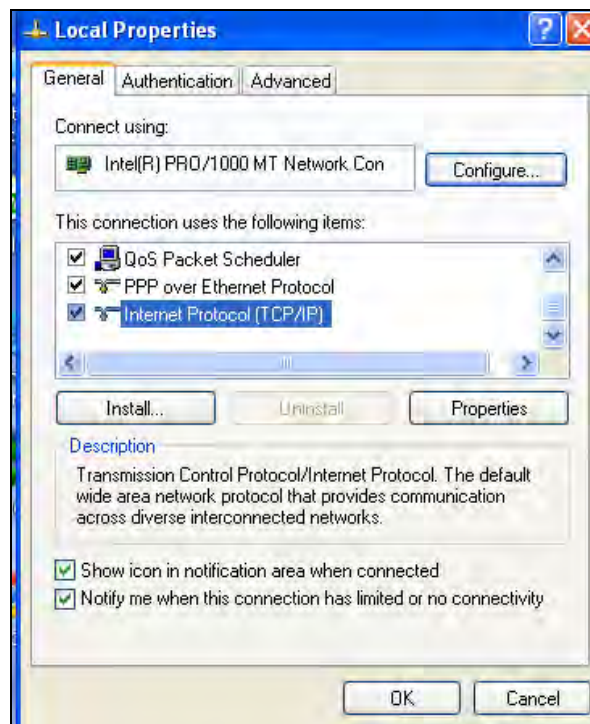 Local Properties
General Authentication Advanced
Connect using:
Intel(R) PRO/1000 MT Network Con
Configure...
This connection uses the following items:
QoS Packet Scheduler
PPP over Ethernet Protocol
Internet Protocol (TCP/IP)
Install... Uninstall Properties
Description
Transmission Control Protocol/Internet Protocol. The default
wide area network protocol that provides communication
across diverse interconnected networks.
Show icon in notification area when connected
Notify me when this connection has limited or no connectivity
OK Cancel